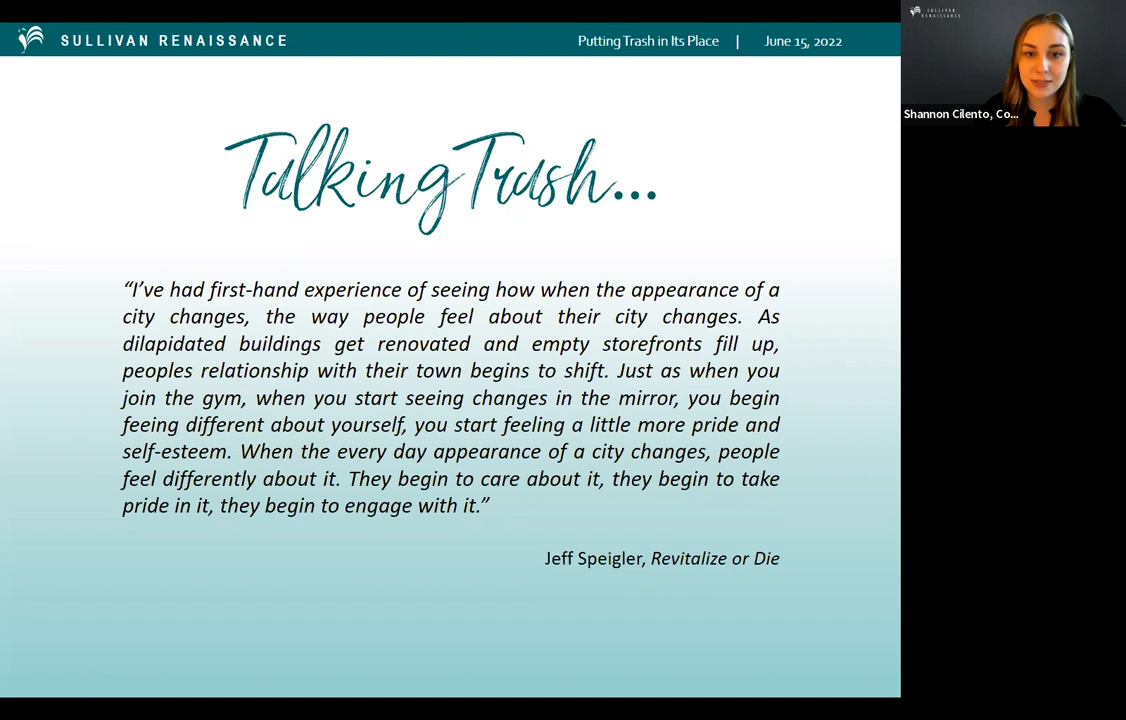 SULLIVAN RENAISSANCE
Putting Trash in Its Place | June 15, 2022
SULLIVAN
RENAISSANCE
Shannon Cilento, Co...
Talking Trash...
“I’ve had first-hand experience of seeing how when the appearance of a
city changes, the way people feel about their city changes. As
dilapidated buildings get renovated and empty storefronts fill up,
peoples relationship with their town begins to shift. Just as when you
join the gym, when you start seeing changes in the mirror, you begin
feeing different about yourself, you start feeling a little more pride and
self-esteem. When the every day appearance of a city changes, people
feel differently about it. They begin to care about it, they begin to take
pride in it, they begin to engage with it.”
Jeff Speigler, Revitalize or Die